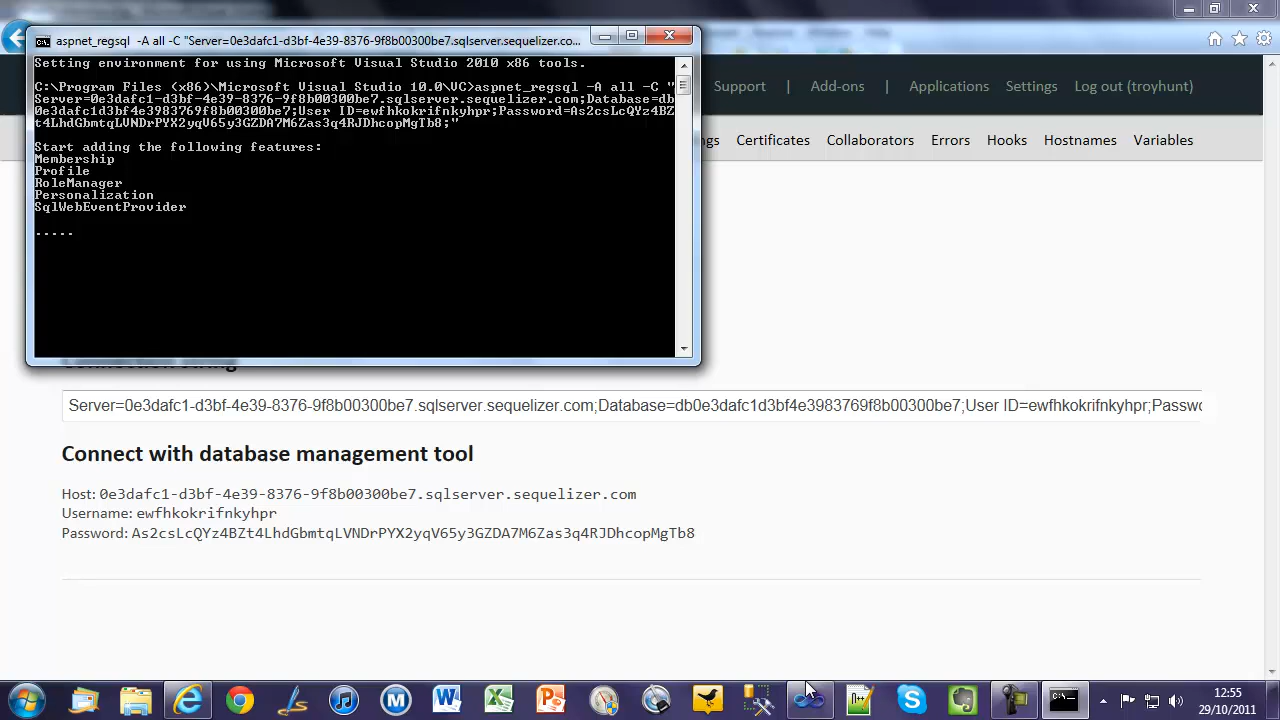 aspnet_regsql -A all -C "Server=0e3dafc1-d3bf-4e39-8376-9f8b00300be7.sqlserver.sequelizer.co...
Setting environment for using Microsoft Visual Studio 2010 x86 tools.
C:\Program Files (x86)\Microsoft Visual Studio 10.0\VC>aspnet_regsql -A all -C "
Server=0e3dafc1-d3bf-4e39-8376-9f8b00300be7.sqlserver.sequelizer.com;Database=db
0e3dafc1d3bf4e3983769f8b00300be7;User ID=ewfhkokrifnkyhpr;Password=As2csLcQYz4BZ
t4LhdGbmtqLVNDrPYX2yqV65y3GZDA7M6Zas3q4RJDhcopMgTb8;"
Start adding the following features:
Membership
Profile
RoleManager
Personalization
SqlWebEventProvider
.....
Support | Add-ons | Applications Settings Log out (troyhunt)
ngs Certificates Collaborators Errors Hooks Hostnames Variables
Connection string
Server=0e3dafc1-d3bf-4e39-8376-9f8b00300be7.sqlserver.sequelizer.com;Database=db0e3dafc1d3bf4e3983769f8b00300be7;User ID=ewfhkokrifnkyhpr;Passwo
Connect with database management tool
Host: 0e3dafc1-d3bf-4e39-8376-9f8b00300be7.sqlserver.sequelizer.com
Username: ewfhkokrifnkyhpr
Password: As2csLcQYz4BZt4LhdGbmtqLVNDrPYX2yqV65y3GZDA7M6Zas3q4RJDhcopMgTb8
12:55
29/10/2011